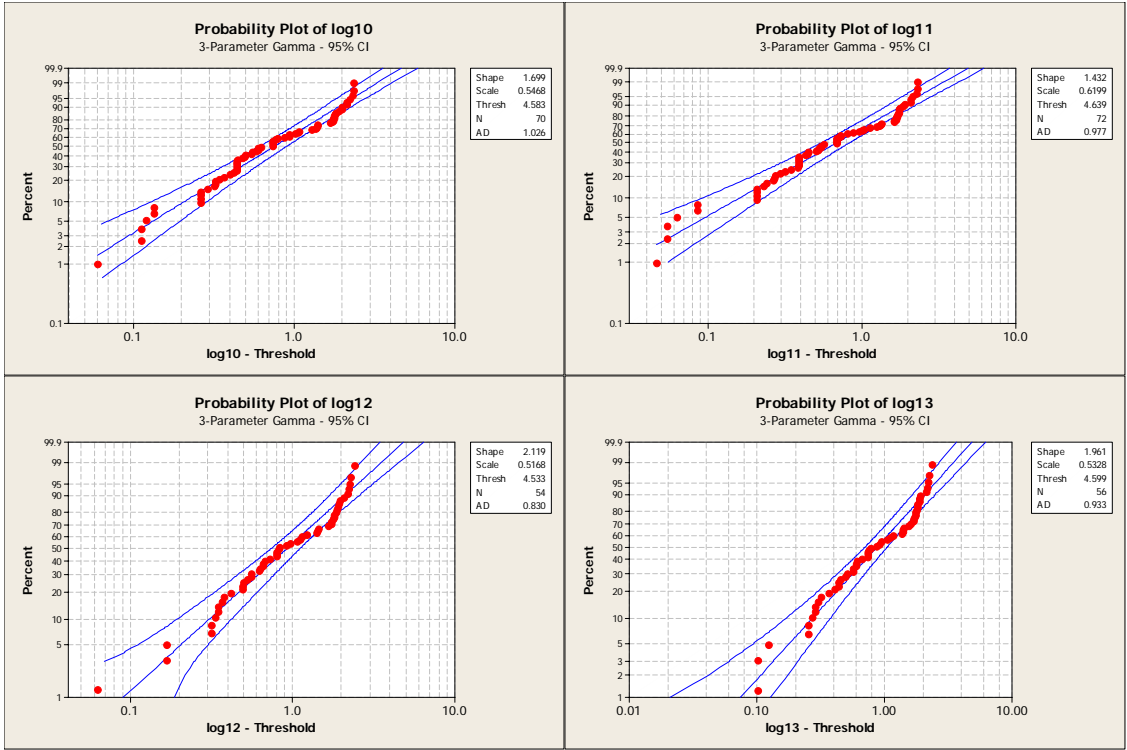 Probability Plot of log10
3-Parameter Gamma - 95% CI
Percent
99.9
99
95
90
80
70
60
50
40
30
20
10
5
3
2
1
0.1
0.1 1.0 10.0
log10 - Threshold
Shape 1.699
Scale 0.5468
Thresh 4.583
N 70
AD 1.026
Probability Plot of log11
3-Parameter Gamma - 95% CI
Percent
99.9
99
95
90
80
70
60
50
40
30
20
10
5
3
2
1
0.1
0.1 1.0 10.0
log11 - Threshold
Shape 1.432
Scale 0.6199
Thresh 4.639
N 72
AD 0.977
Probability Plot of log12
3-Parameter Gamma - 95% CI
Percent
99.9
99
95
90
80
70
60
50
40
30
20
10
5
1
0.1 1.0 10.0
log12 - Threshold
Shape 2.119
Scale 0.5168
Thresh 4.533
N 54
AD 0.830
Probability Plot of log13
3-Parameter Gamma - 95% CI
Percent
99.9
99
95
90
80
70
60
50
40
30
20
10
5
3
2
1
0.01 0.10 1.00 10.00
log13 - Threshold
Shape 1.961
Scale 0.5328
Thresh 4.599
N 56
AD 0.933